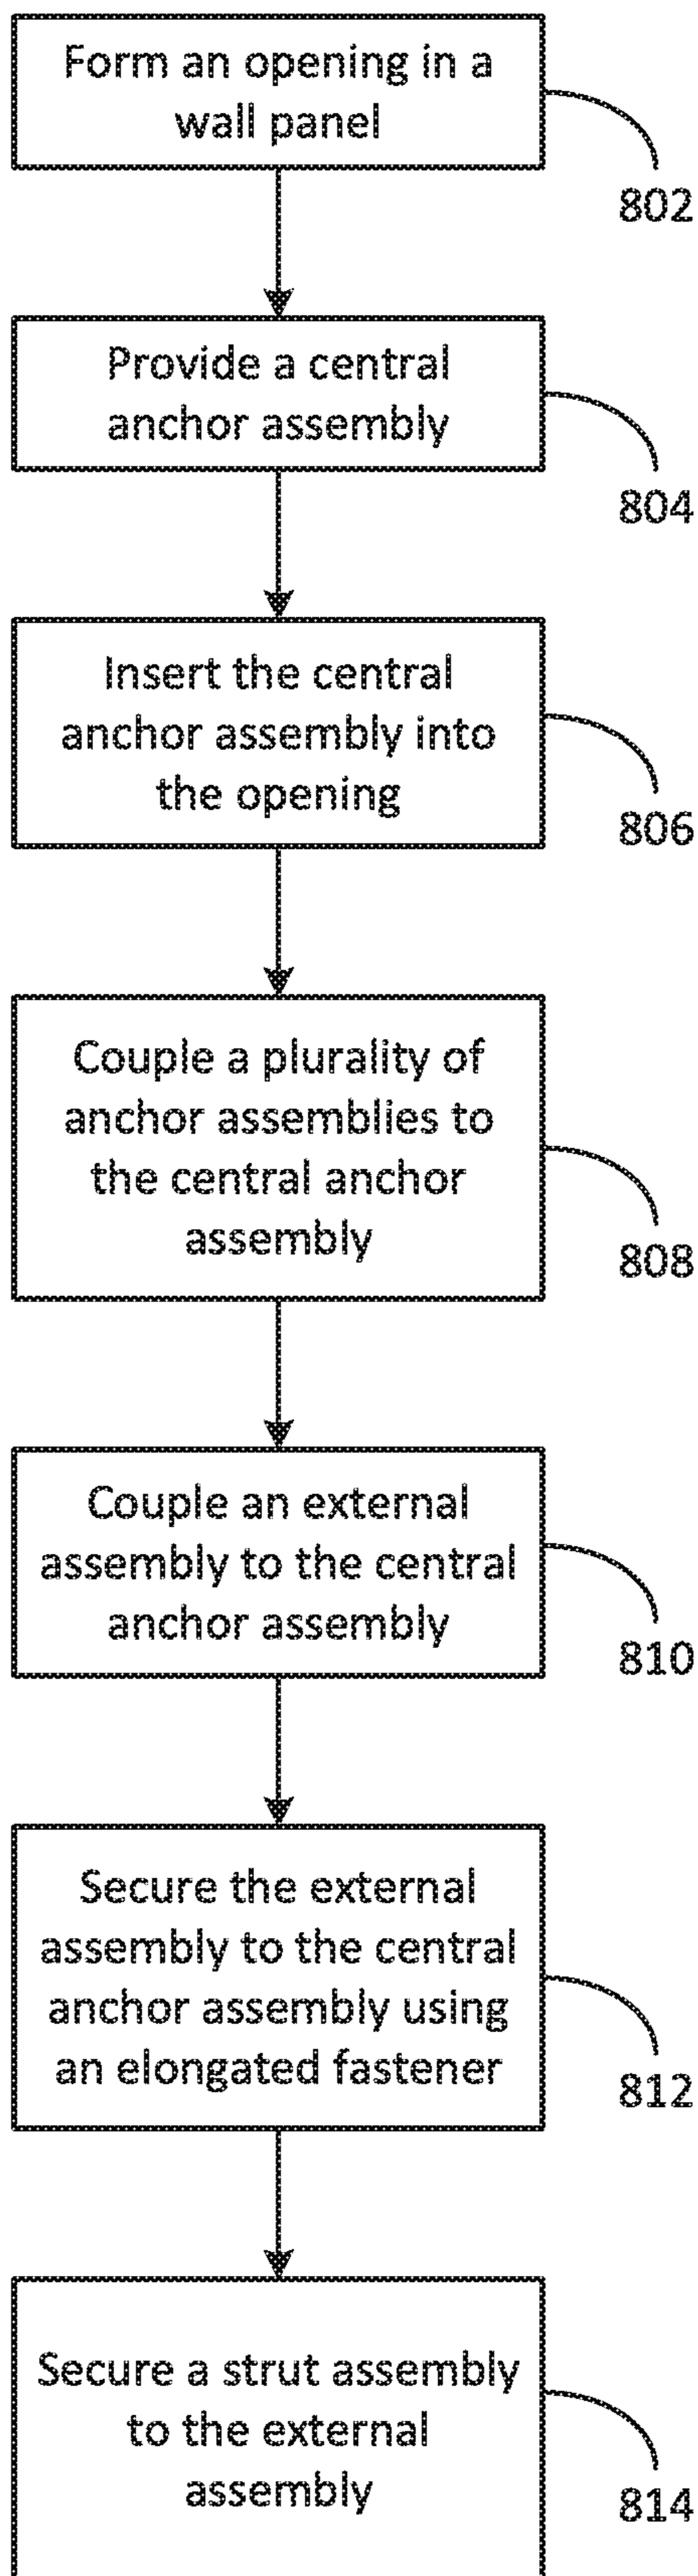 Form an opening in a
wall panel
802
Provide a central
anchor assembly
804
Insert the central
anchor assembly into
the opening
806
Couple a plurality of
anchor assemblies to
the central anchor
assembly
808
Couple an external
assembly to the central
anchor assembly
810
Secure the external
assembly to the central
anchor assembly using
an elongated fastener
812
Secure a strut assembly
to the external
assembly
814